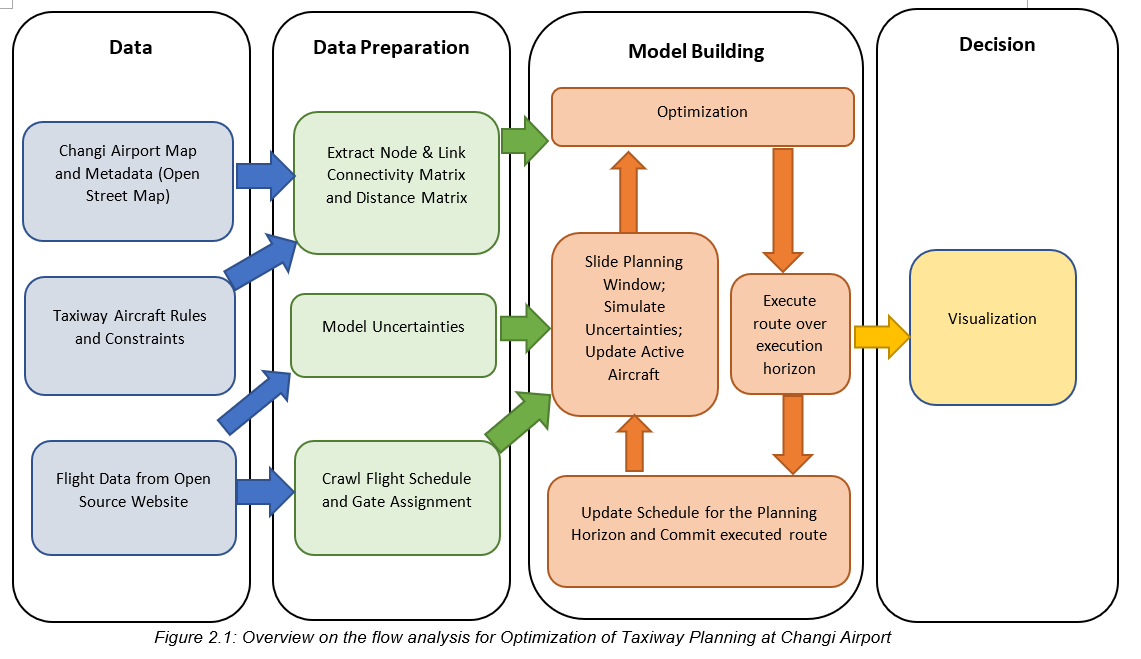 Data
Changi Airport Map
and Metadata (Open
Street Map)
Taxiway Aircraft Rules
and Constraints
Flight Data from Open
Source Website
Data Preparation
Extract Node & Link
Connectivity Matrix
and Distance Matrix
Model Uncertainties
Crawl Flight Schedule
and Gate Assignment
Model Building
Optimization
Slide Planning
Window;
Simulate
Uncertainties;
Update Active
Aircraft
Execute
route over
execution
horizon
Update Schedule for the Planning
Horizon and Commit executed route
Decision
Visualization
Figure 2.1: Overview on the flow analysis for Optimization of Taxiway Planning at Changi Airport